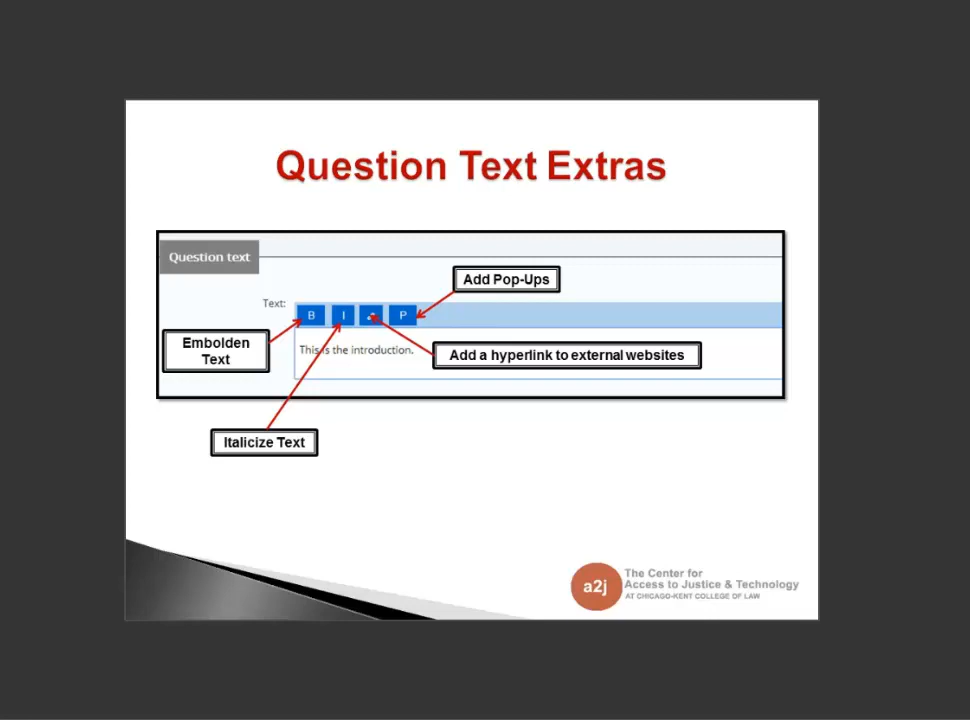 Question Text Extras
Question text
Add Pop-Ups
Text:
B I P
Embolden
Text
This is the introduction.
Add a hyperlink to external websites
Italicize Text
a2j
The Center for
Access to Justice & Technology
AT CHICAGO-KENT COLLEGE OF LAW